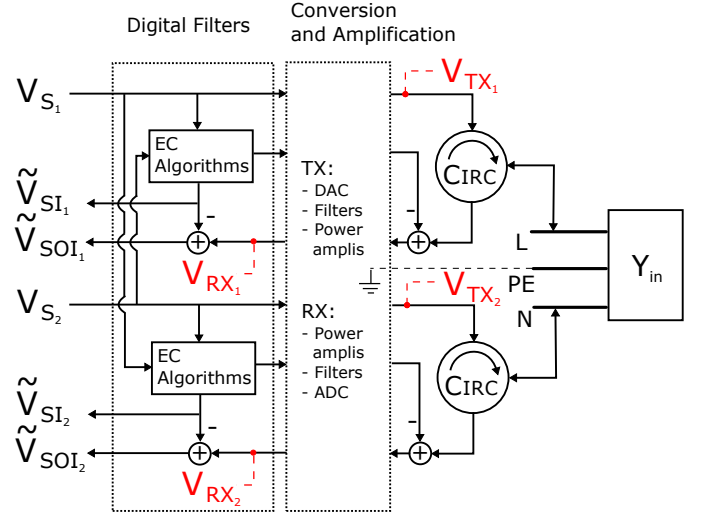 Digital Filters
Conversion
and Amplification
V_S₁
V_TX₁
EC
Algorithms
TX:
- DAC
- Filters
- Power
amplis
CIRC
Ṽ_SI₁
-
-
+
+
Ṽ_SOI₁
V_RX₁
L
PE
N
Y_in
V_S₂
V_TX₂
RX:
- Power
amplis
- Filters
- ADC
EC
Algorithms
CIRC
Ṽ_SI₂
-
-
+
+
Ṽ_SOI₂
V_RX₂